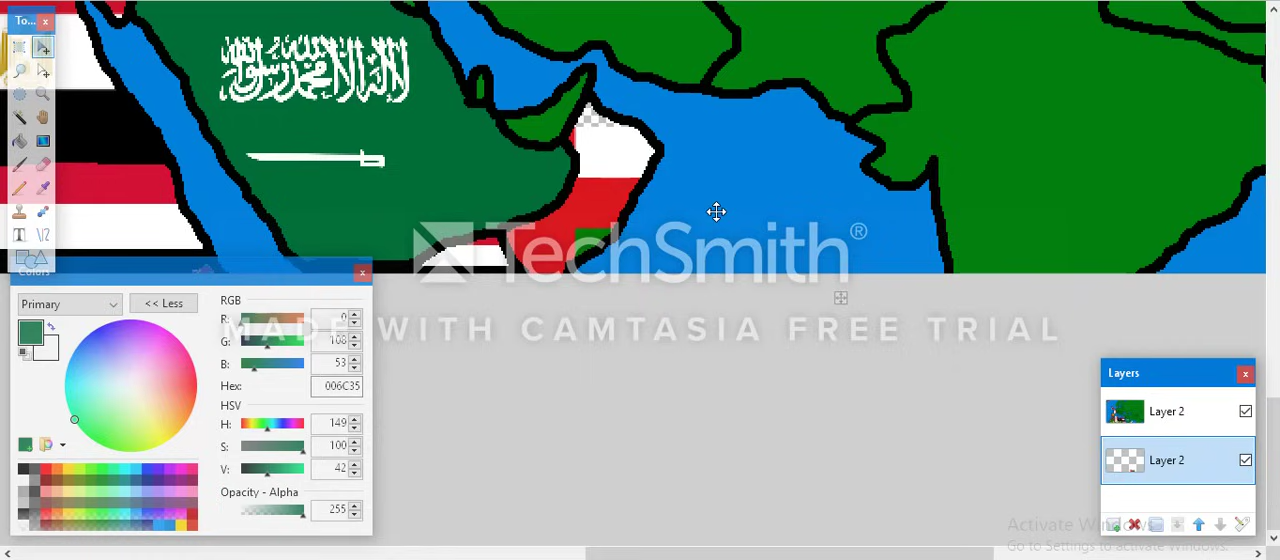 To...
لا إله إلا الله محمد رسول الله
Colors
Primary
<< Less
RGB
R: 0
G: 108
B: 53
Hex: 006C35
HSV
H: 149
S: 100
V: 42
Opacity - Alpha
255
TechSmith®
MADE WITH CAMTASIA FREE TRIAL
Layers
Layer 2
Layer 2
Activate Windows
Go to Settings to activate Windows.